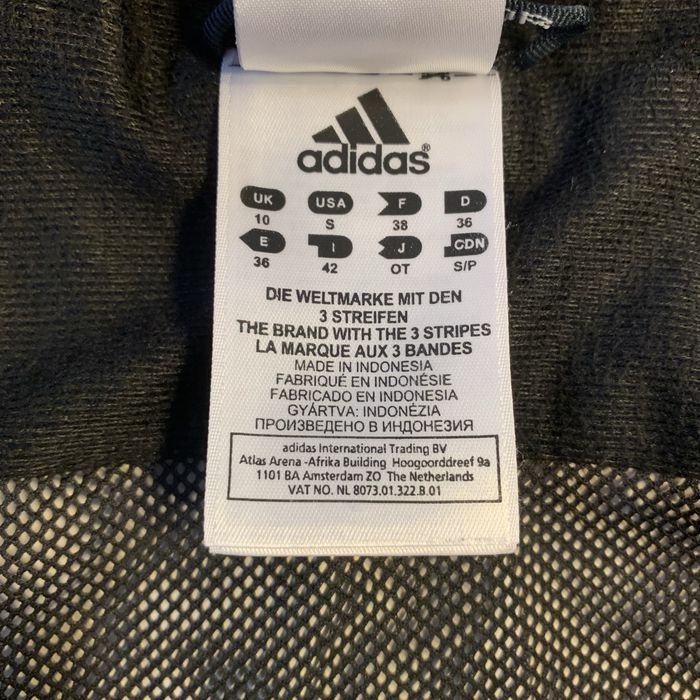 adidas®
UK USA F D
10 S 38 36
E I J CDN
36 42 OT S/P
DIE WELTMARKE MIT DEN
3 STREIFEN
THE BRAND WITH THE 3 STRIPES
LA MARQUE AUX 3 BANDES
MADE IN INDONESIA
FABRIQUÉ EN INDONÉSIE
FABRICADO EN INDONESIA
GYÁRTVA: INDONÉZIA
ПРОИЗВЕДЕНО В ИНДОНЕЗИЯ
adidas International Trading BV
Atlas Arena -Afrika Building Hoogoorddreef 9a
1101 BA Amsterdam ZO The Netherlands
VAT NO. NL 8073.01.322.B.01